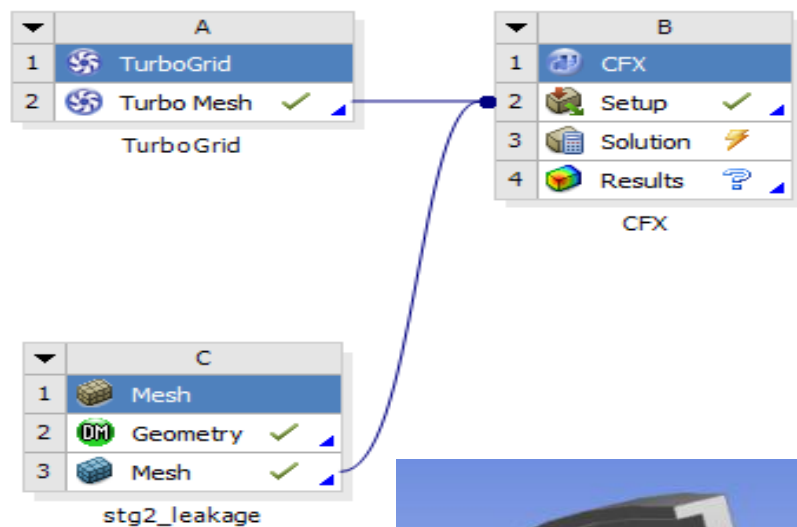 A
1 TurboGrid
2 Turbo Mesh
TurboGrid
B
1 CFX
2 Setup
3 Solution
4 Results
CFX
C
1 Mesh
2 DM Geometry
3 Mesh
stg2_leakage